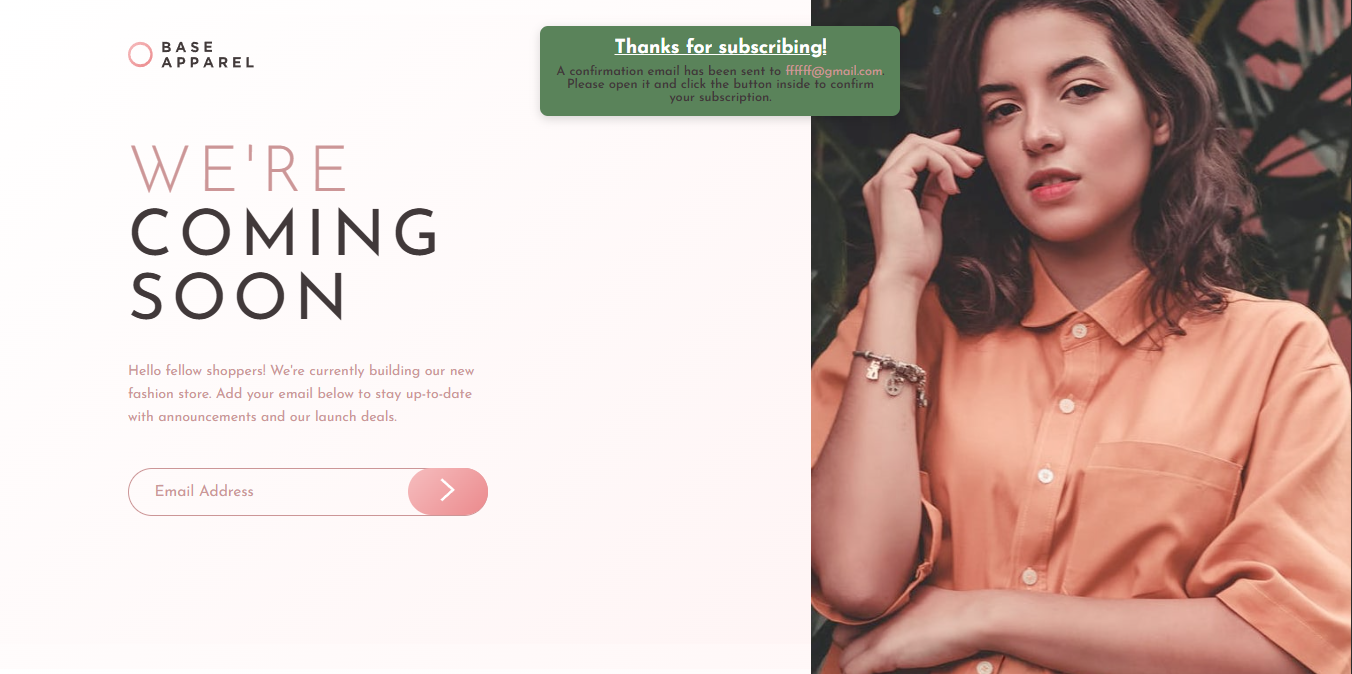 BASE
APPAREL
Thanks for subscribing!
A confirmation email has been sent to ffffff@gmail.com.
Please open it and click the button inside to confirm
your subscription.
WE'RE
COMING
SOON
Hello fellow shoppers! We're currently building our new
fashion store. Add your email below to stay up-to-date
with announcements and our launch deals.
Email Address